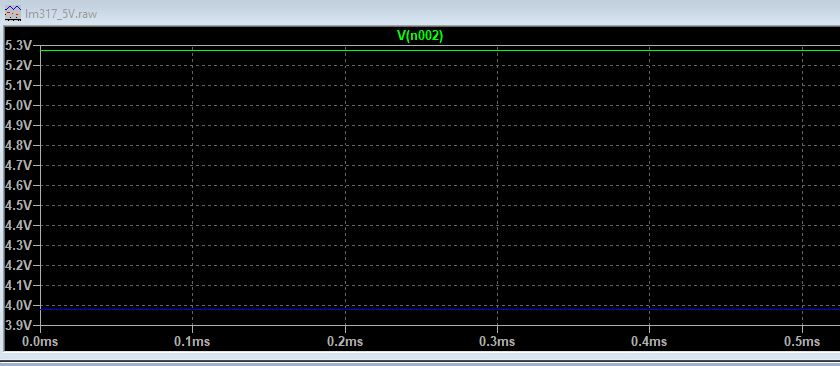 lm317_5V.raw
V(n002)
5.3V
5.2V
5.1V
5.0V
4.9V
4.8V
4.7V
4.6V
4.5V
4.4V
4.3V
4.2V
4.1V
4.0V
3.9V
0.0ms 0.1ms 0.2ms 0.3ms 0.4ms 0.5ms